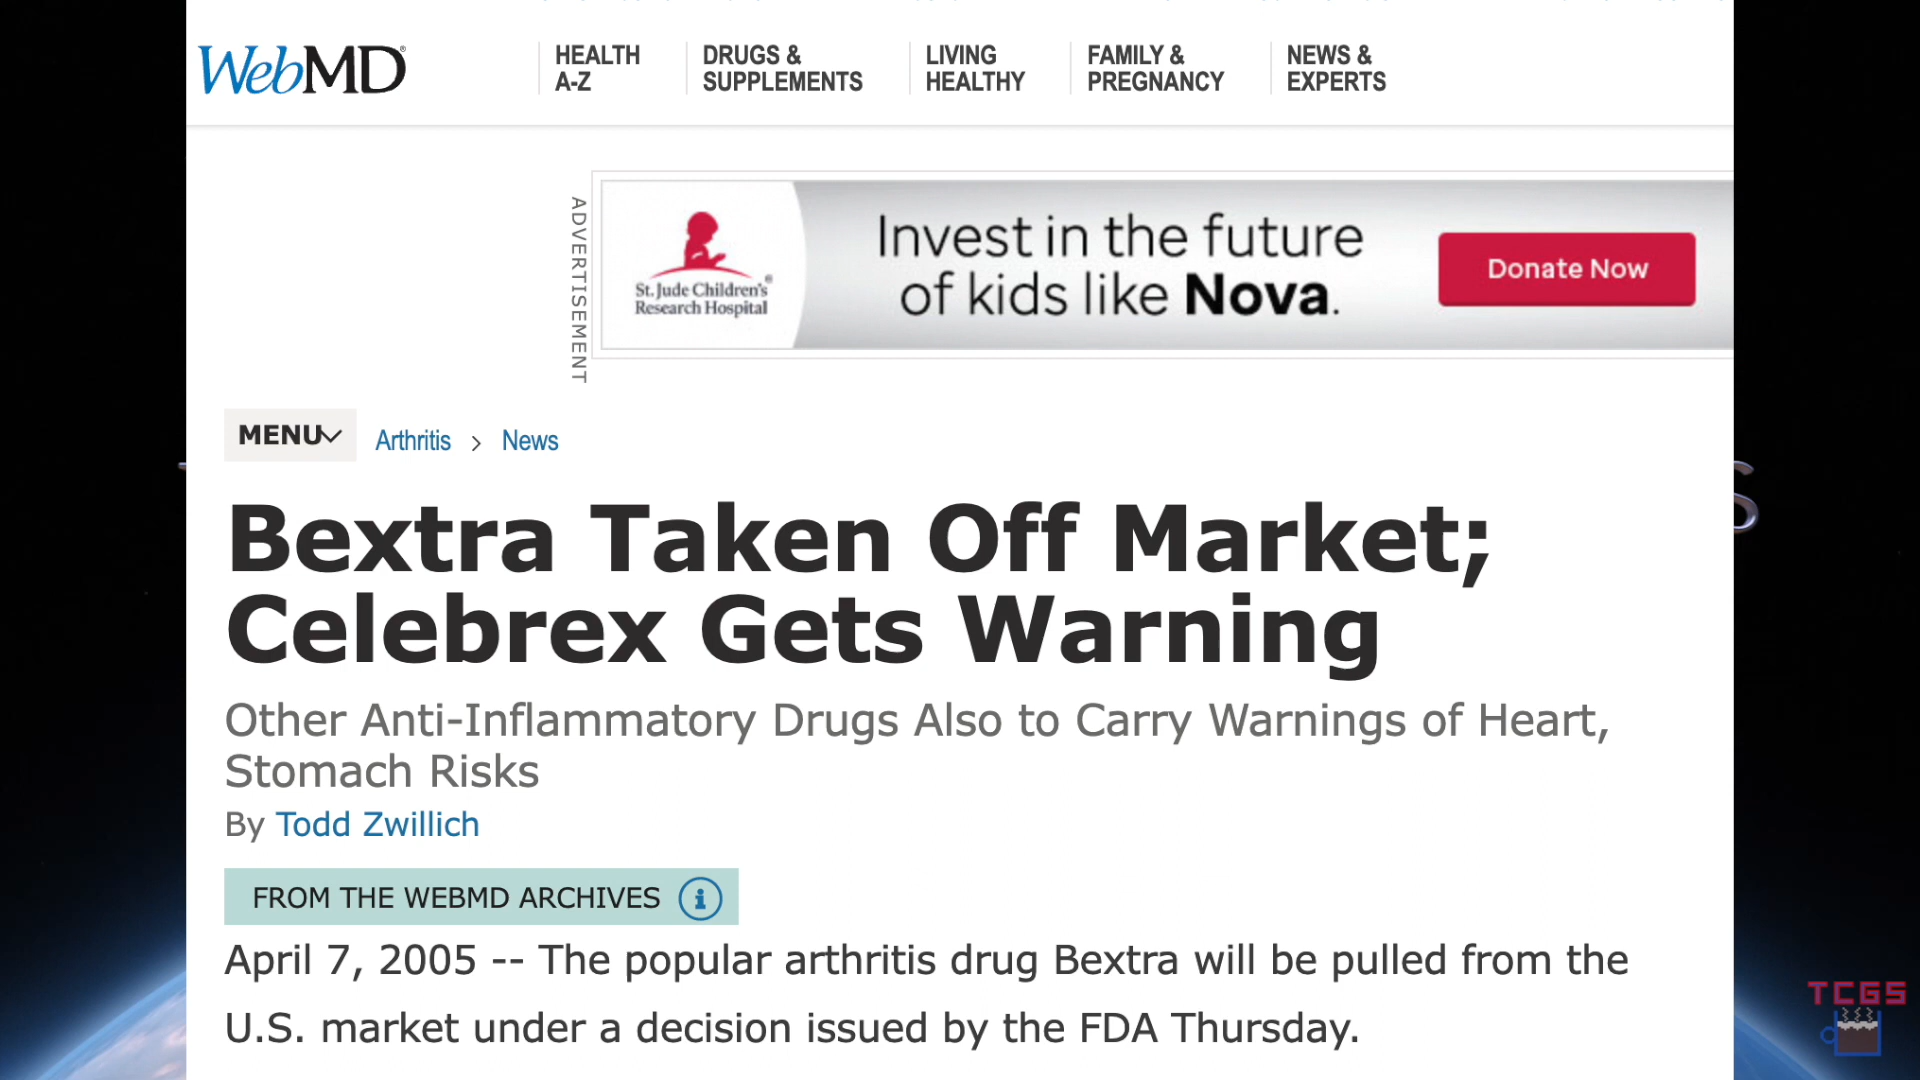 WebMD
HEALTH
A-Z
DRUGS &
SUPPLEMENTS
LIVING
HEALTHY
FAMILY &
PREGNANCY
NEWS &
EXPERTS
ADVERTISEMENT
St. Jude Children's
Research Hospital
Invest in the future
of kids like Nova.
Donate Now
MENU
Arthritis > News
Bextra Taken Off Market;
Celebrex Gets Warning
Other Anti-Inflammatory Drugs Also to Carry Warnings of Heart,
Stomach Risks
By Todd Zwillich
FROM THE WEBMD ARCHIVES
April 7, 2005 -- The popular arthritis drug Bextra will be pulled from the
U.S. market under a decision issued by the FDA Thursday.
TCGS